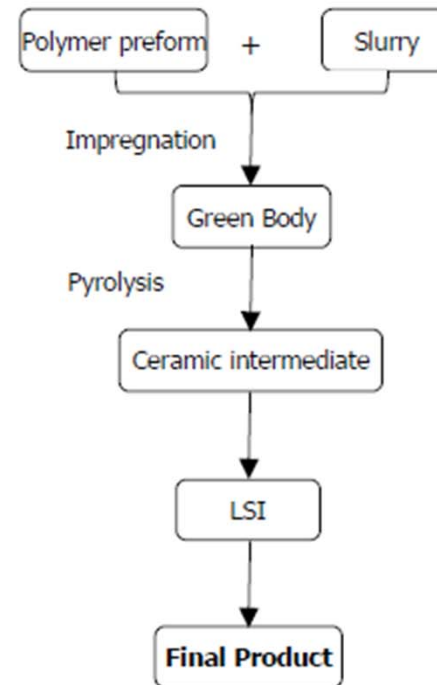 Polymer preform + Slurry
Impregnation
Green Body
Pyrolysis
Ceramic intermediate
LSI
Final Product